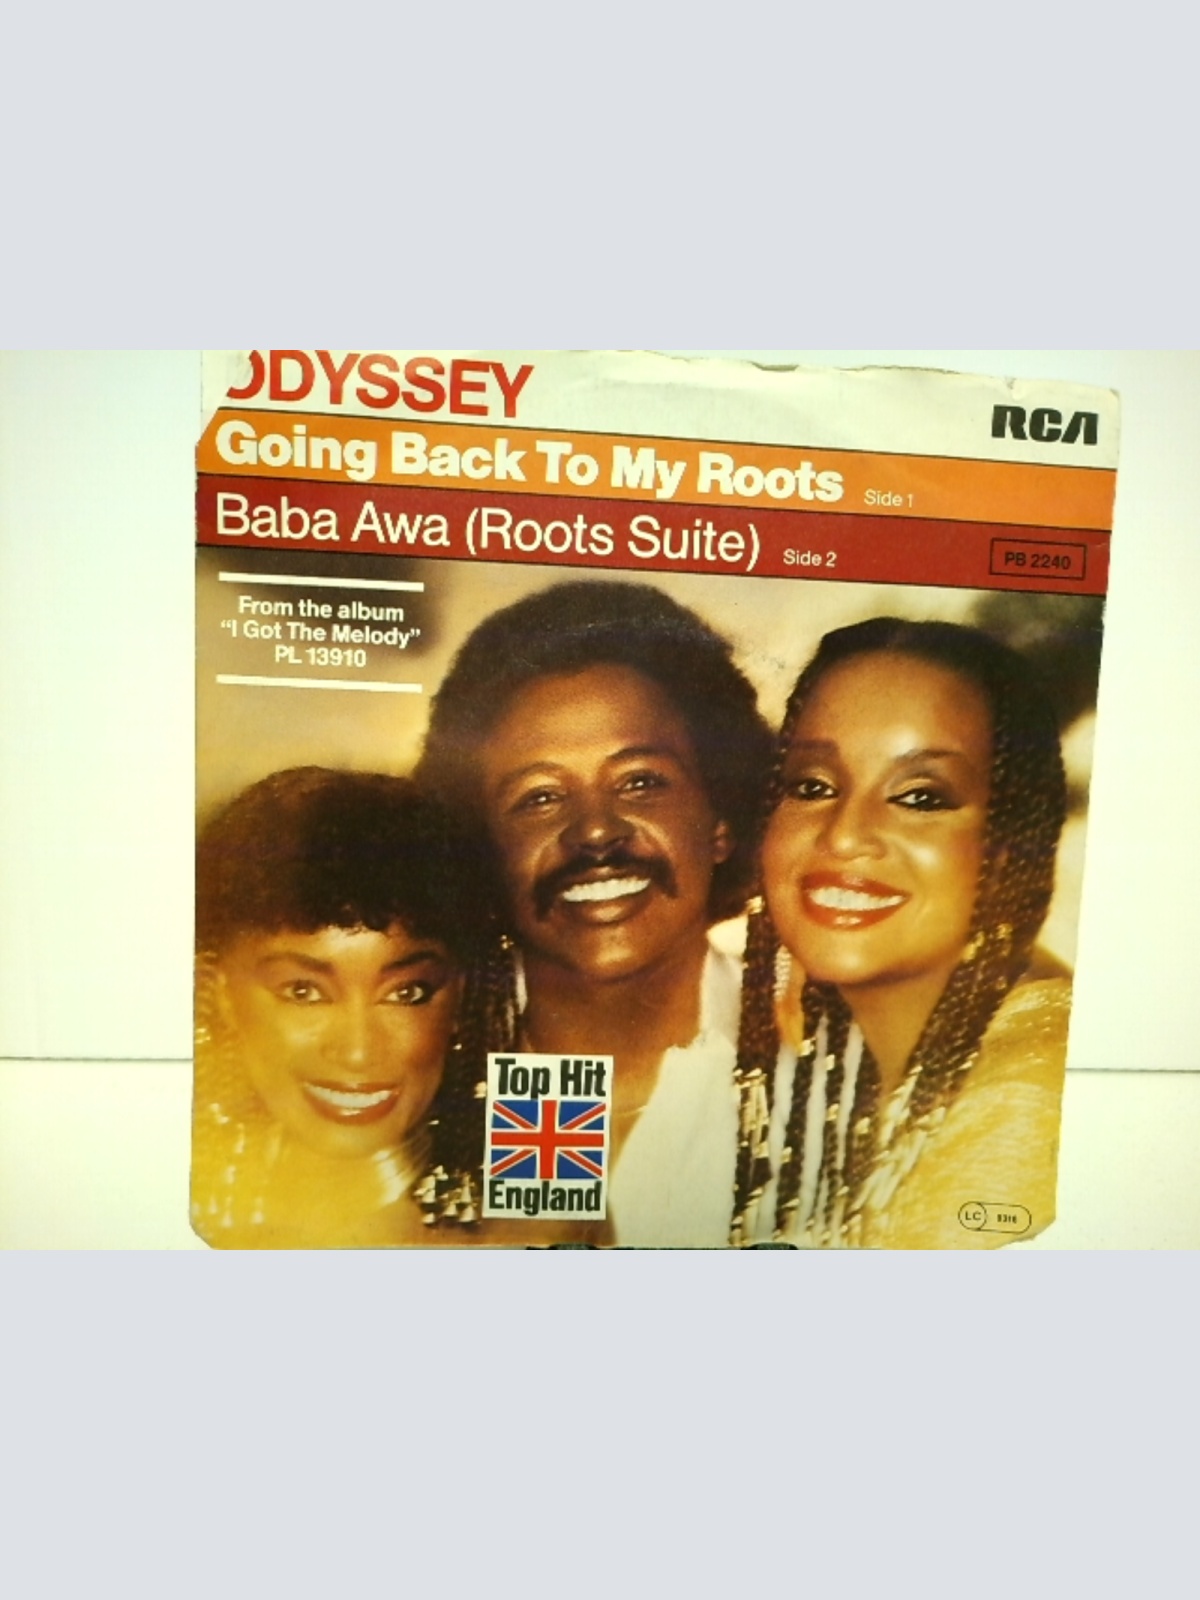 ODYSSEY
RCA
Going Back To My Roots Side 1
Baba Awa (Roots Suite) Side 2
PB 2240
From the album
“I Got The Melody”
PL 13910
Top Hit
England
LC